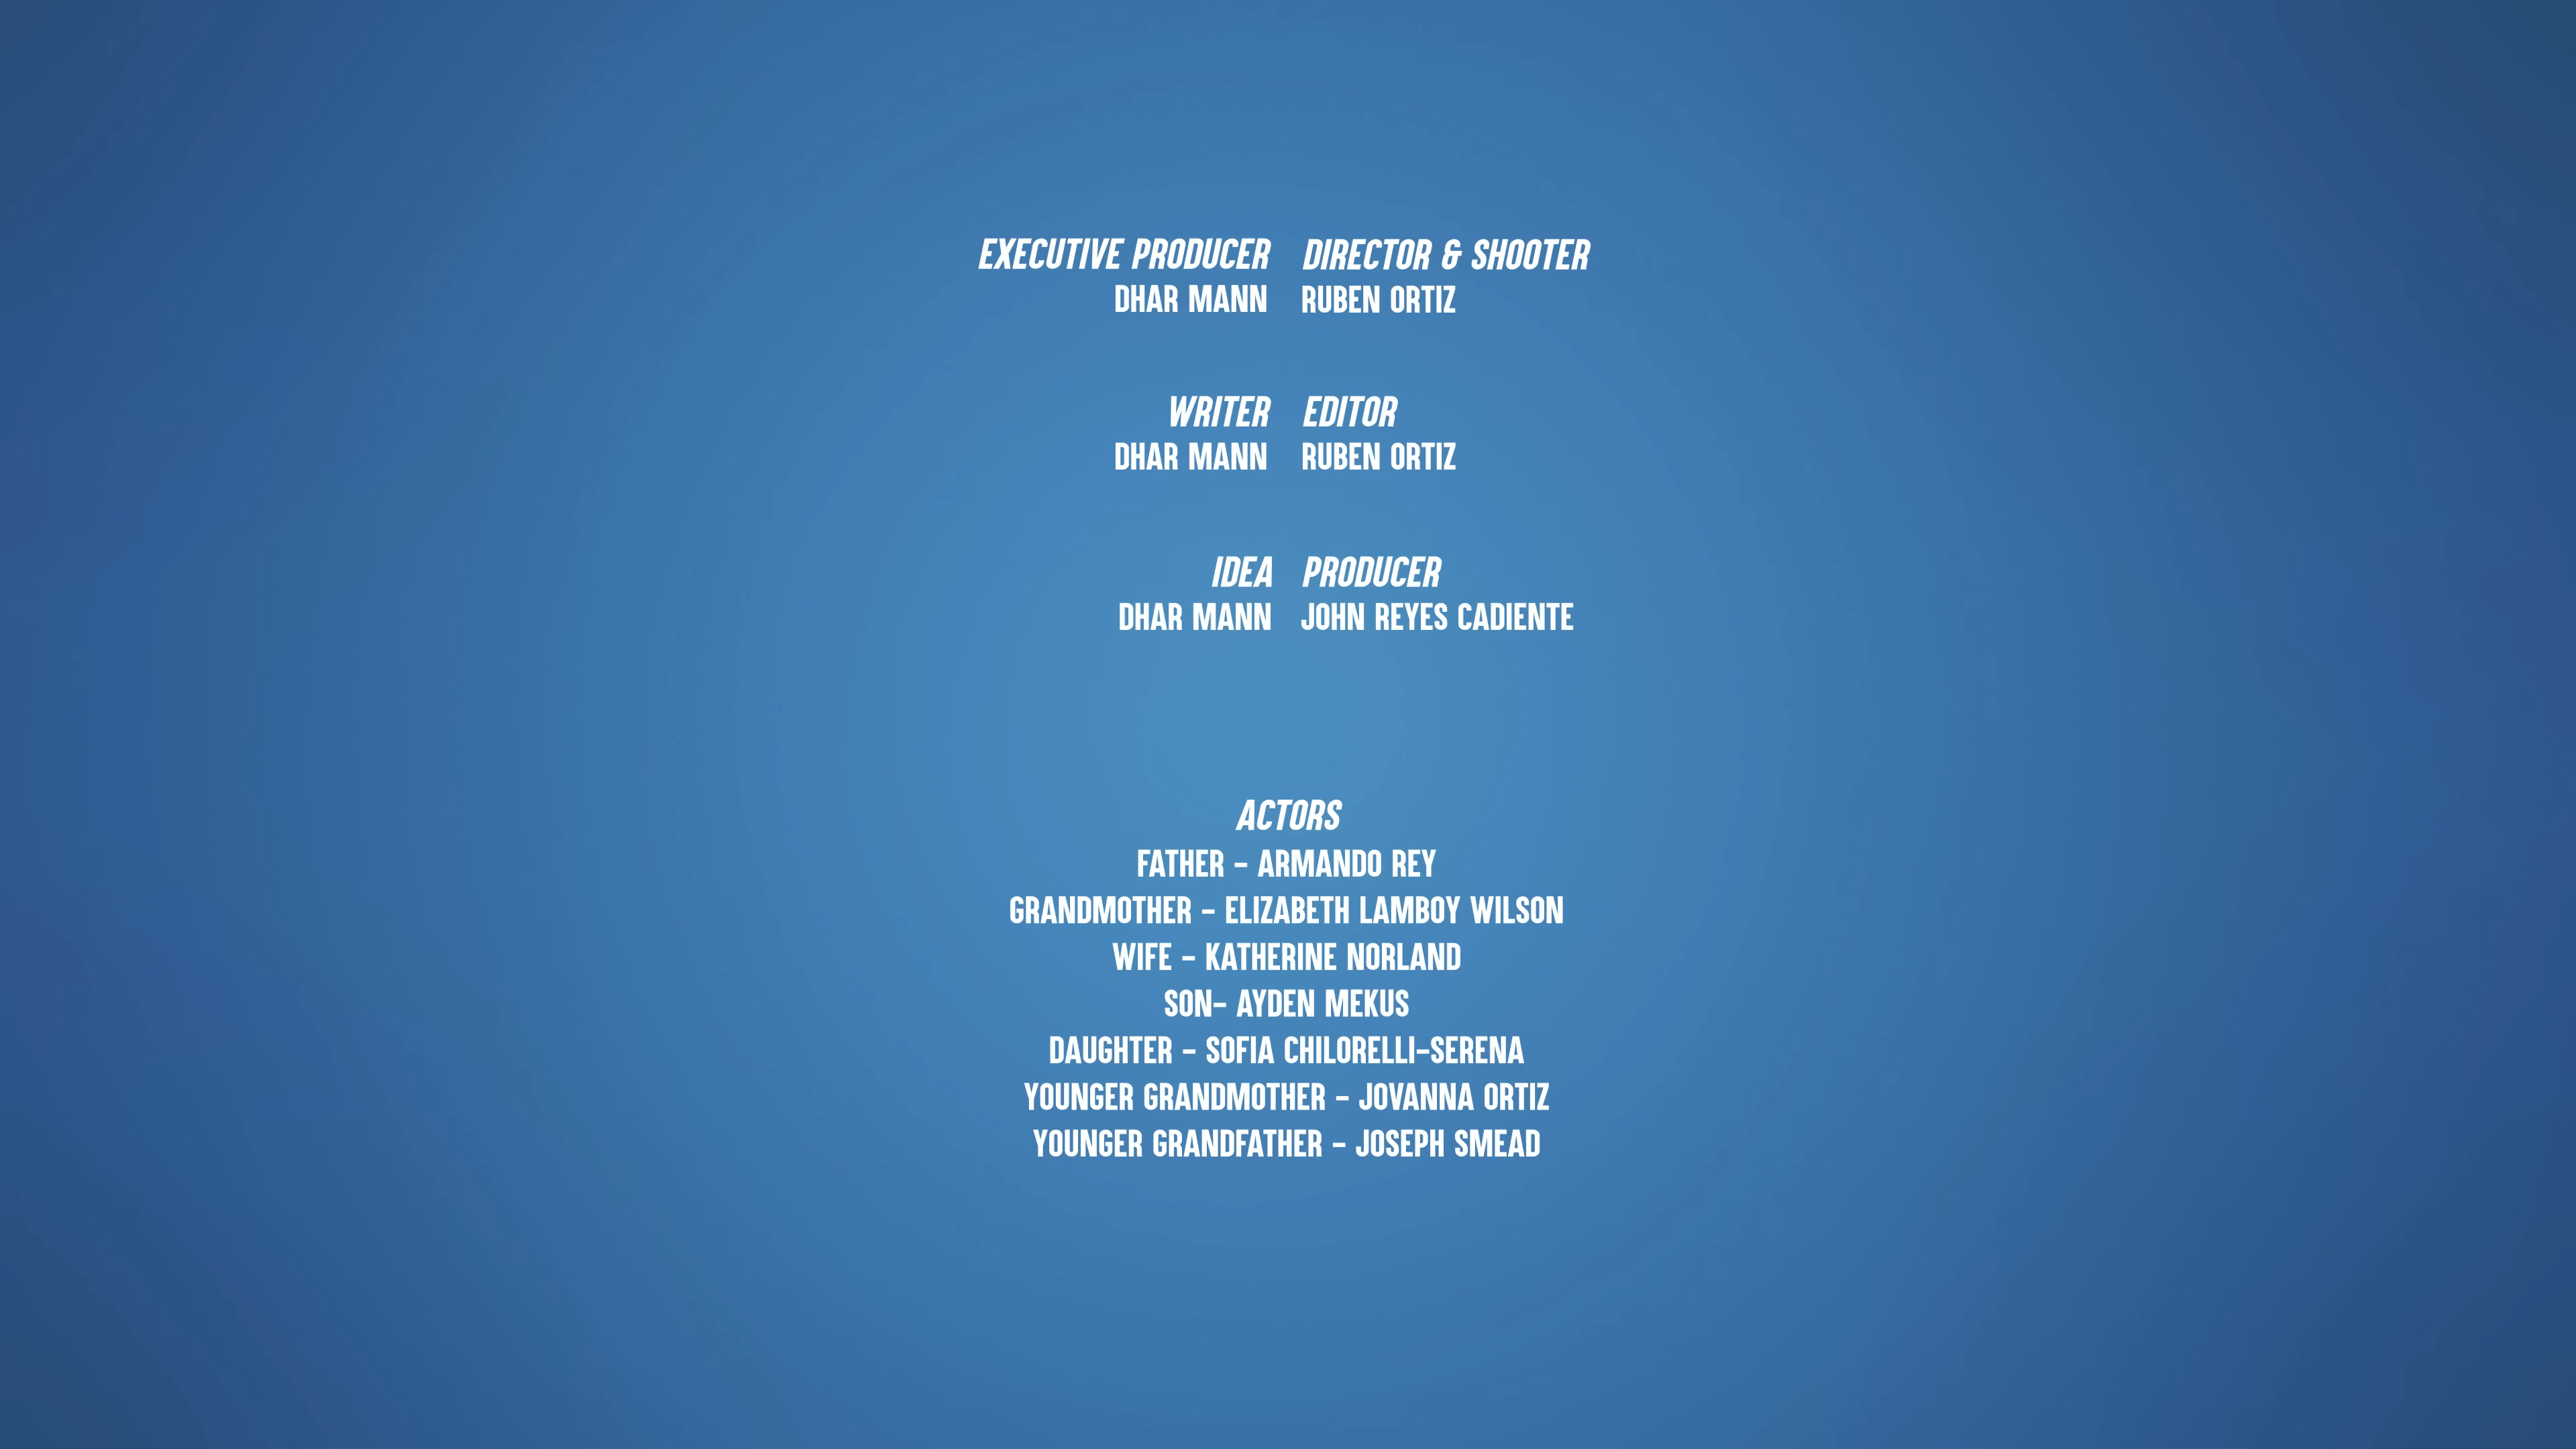 EXECUTIVE PRODUCER DIRECTOR & SHOOTER
DHAR MANN RUBEN ORTIZ
WRITER EDITOR
DHAR MANN RUBEN ORTIZ
IDEA PRODUCER
DHAR MANN JOHN REYES CADIENTE
ACTORS
FATHER - ARMANDO REY
GRANDMOTHER - ELIZABETH LAMBOY WILSON
WIFE - KATHERINE NORLAND
SON- AYDEN MEKUS
DAUGHTER - SOFIA CHILORELLI-SERENA
YOUNGER GRANDMOTHER - JOVANNA ORTIZ
YOUNGER GRANDFATHER - JOSEPH SMEAD